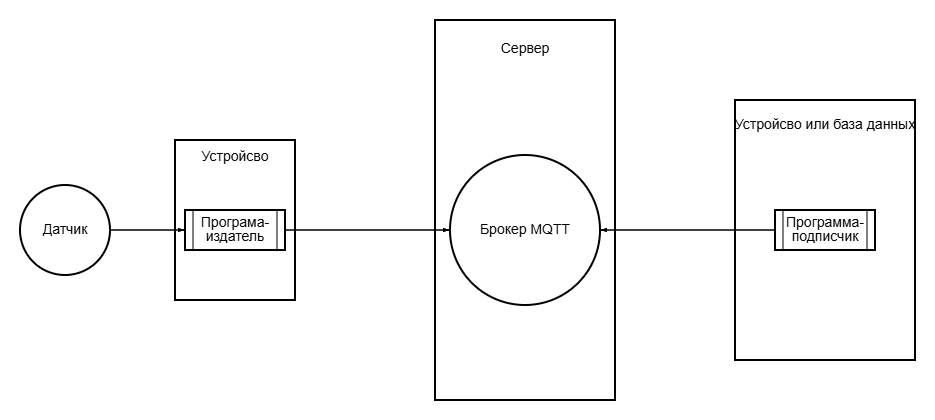 Сервер
Устройсво или база данных
Устройсво
Датчик
Програма-
издатель
Брокер MQTT
Программа-
подписчик